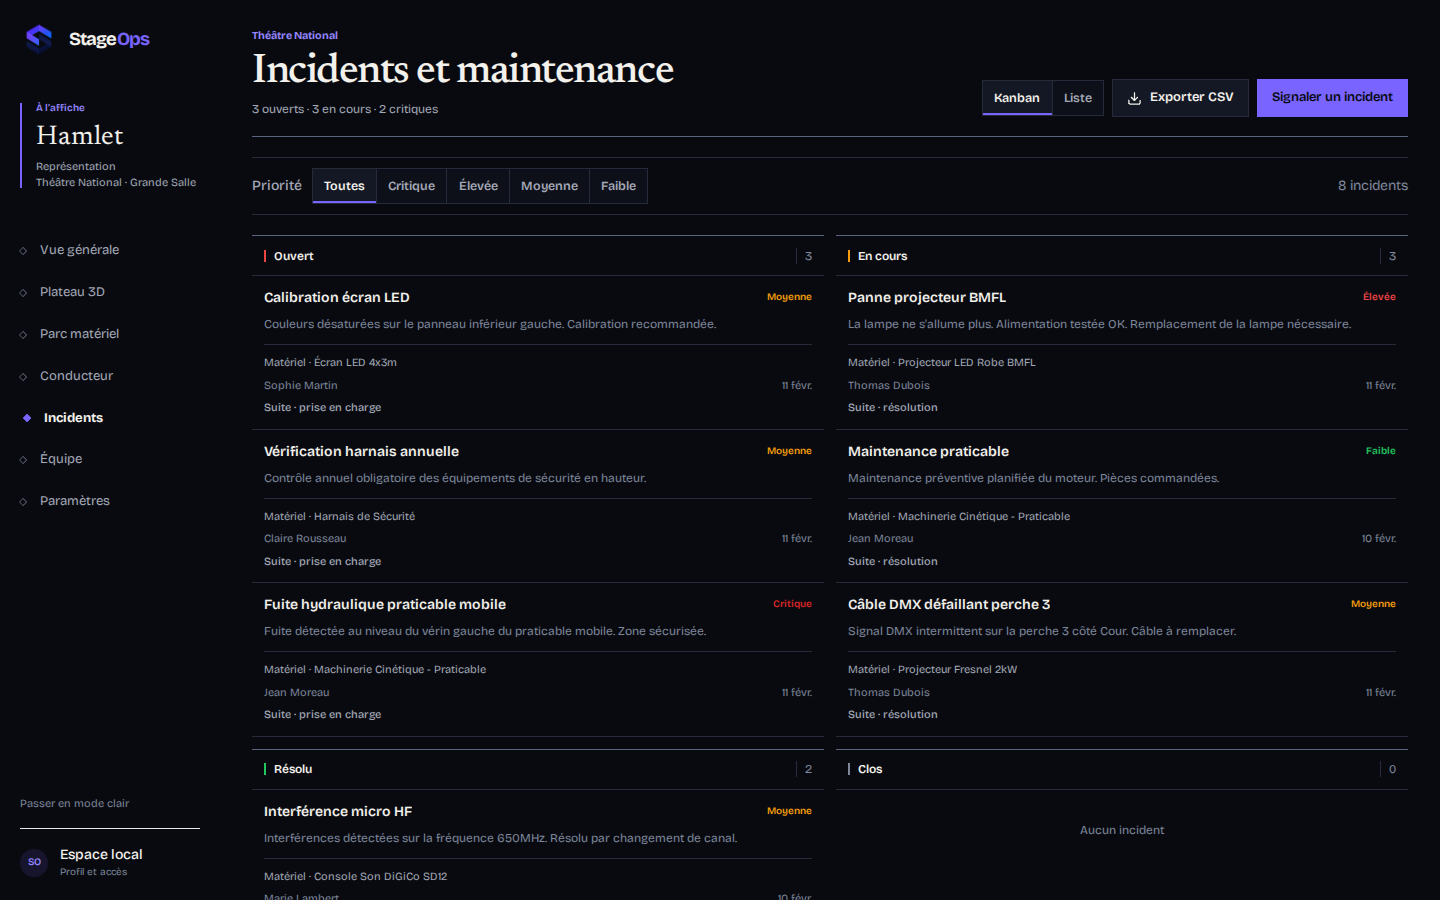 StageOps
À l'affiche
Hamlet
Représentation
Théâtre National · Grande Salle
Vue générale
Plateau 3D
Parc matériel
Conducteur
Incidents
Équipe
Paramètres
Passer en mode clair
SO
Espace local
Profil et accès
Théâtre National
Incidents et maintenance
3 ouverts · 3 en cours · 2 critiques
Kanban
Liste
Exporter CSV
Signaler un incident
Priorité
Toutes
Critique
Élevée
Moyenne
Faible
8 incidents
Ouvert
3
Calibration écran LED
Moyenne
Couleurs désaturées sur le panneau inférieur gauche. Calibration recommandée.
Matériel · Écran LED 4x3m
Sophie Martin
11 févr.
Suite · prise en charge
Vérification harnais annuelle
Moyenne
Contrôle annuel obligatoire des équipements de sécurité en hauteur.
Matériel · Harnais de Sécurité
Claire Rousseau
11 févr.
Suite · prise en charge
Fuite hydraulique praticable mobile
Critique
Fuite détectée au niveau du vérin gauche du praticable mobile. Zone sécurisée.
Matériel · Machinerie Cinétique - Praticable
Jean Moreau
11 févr.
Suite · prise en charge
En cours
3
Panne projecteur BMFL
Élevée
La lampe ne s'allume plus. Alimentation testée OK. Remplacement de la lampe nécessaire.
Matériel · Projecteur LED Robe BMFL
Thomas Dubois
11 févr.
Suite · résolution
Maintenance praticable
Faible
Maintenance préventive planifiée du moteur. Pièces commandées.
Matériel · Machinerie Cinétique - Praticable
Jean Moreau
10 févr.
Suite · résolution
Câble DMX défaillant perche 3
Moyenne
Signal DMX intermittent sur la perche 3 côté Cour. Câble à remplacer.
Matériel · Projecteur Fresnel 2kW
Thomas Dubois
11 févr.
Suite · résolution
Résolu
2
Interférence micro HF
Moyenne
Interférences détectées sur la fréquence 650MHz. Résolu par changement de canal.
Matériel · Console Son DiGiCo SD12
Marie Lambert
10 févr.
Clos
0
Aucun incident